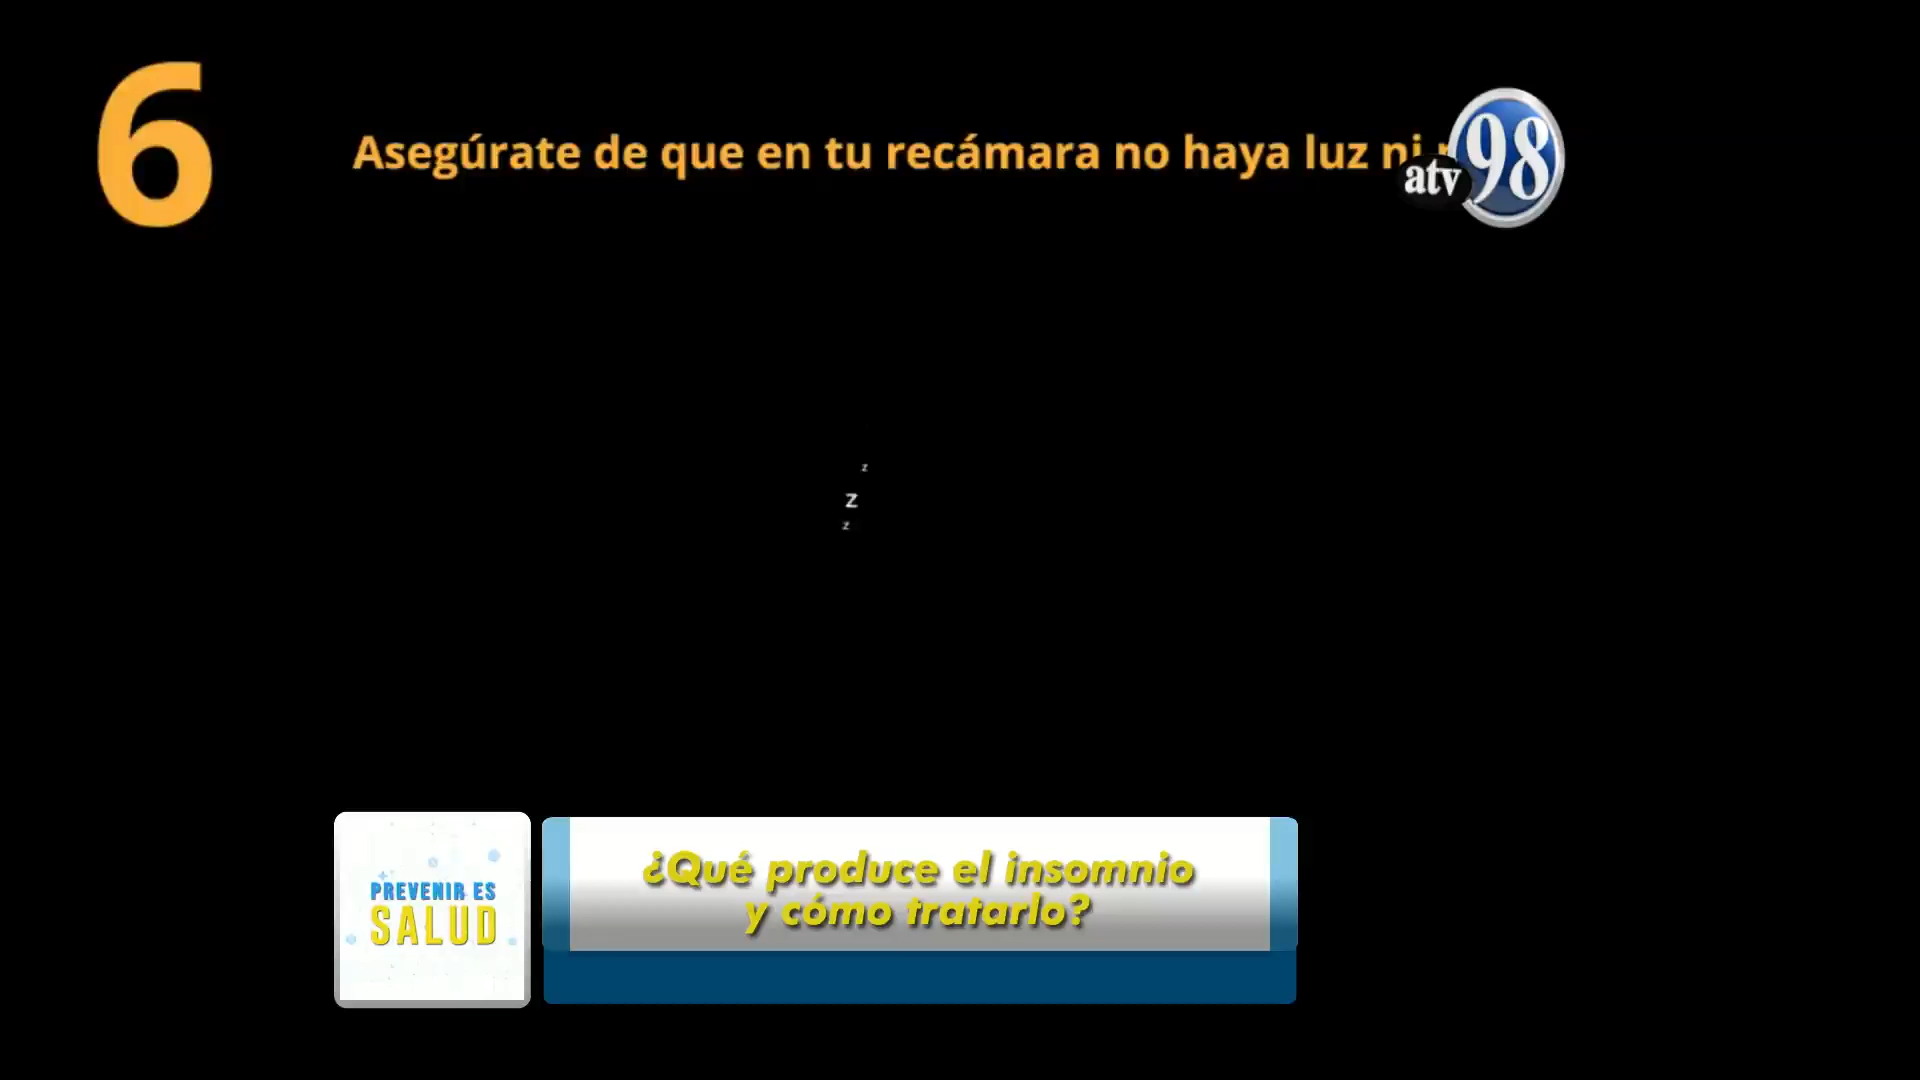 6
Asegúrate de que en tu recámara no haya luz ni
atv 98
z
z
z
PREVENIR ES
SALUD
¿Qué produce el insomnio
y cómo tratarlo?